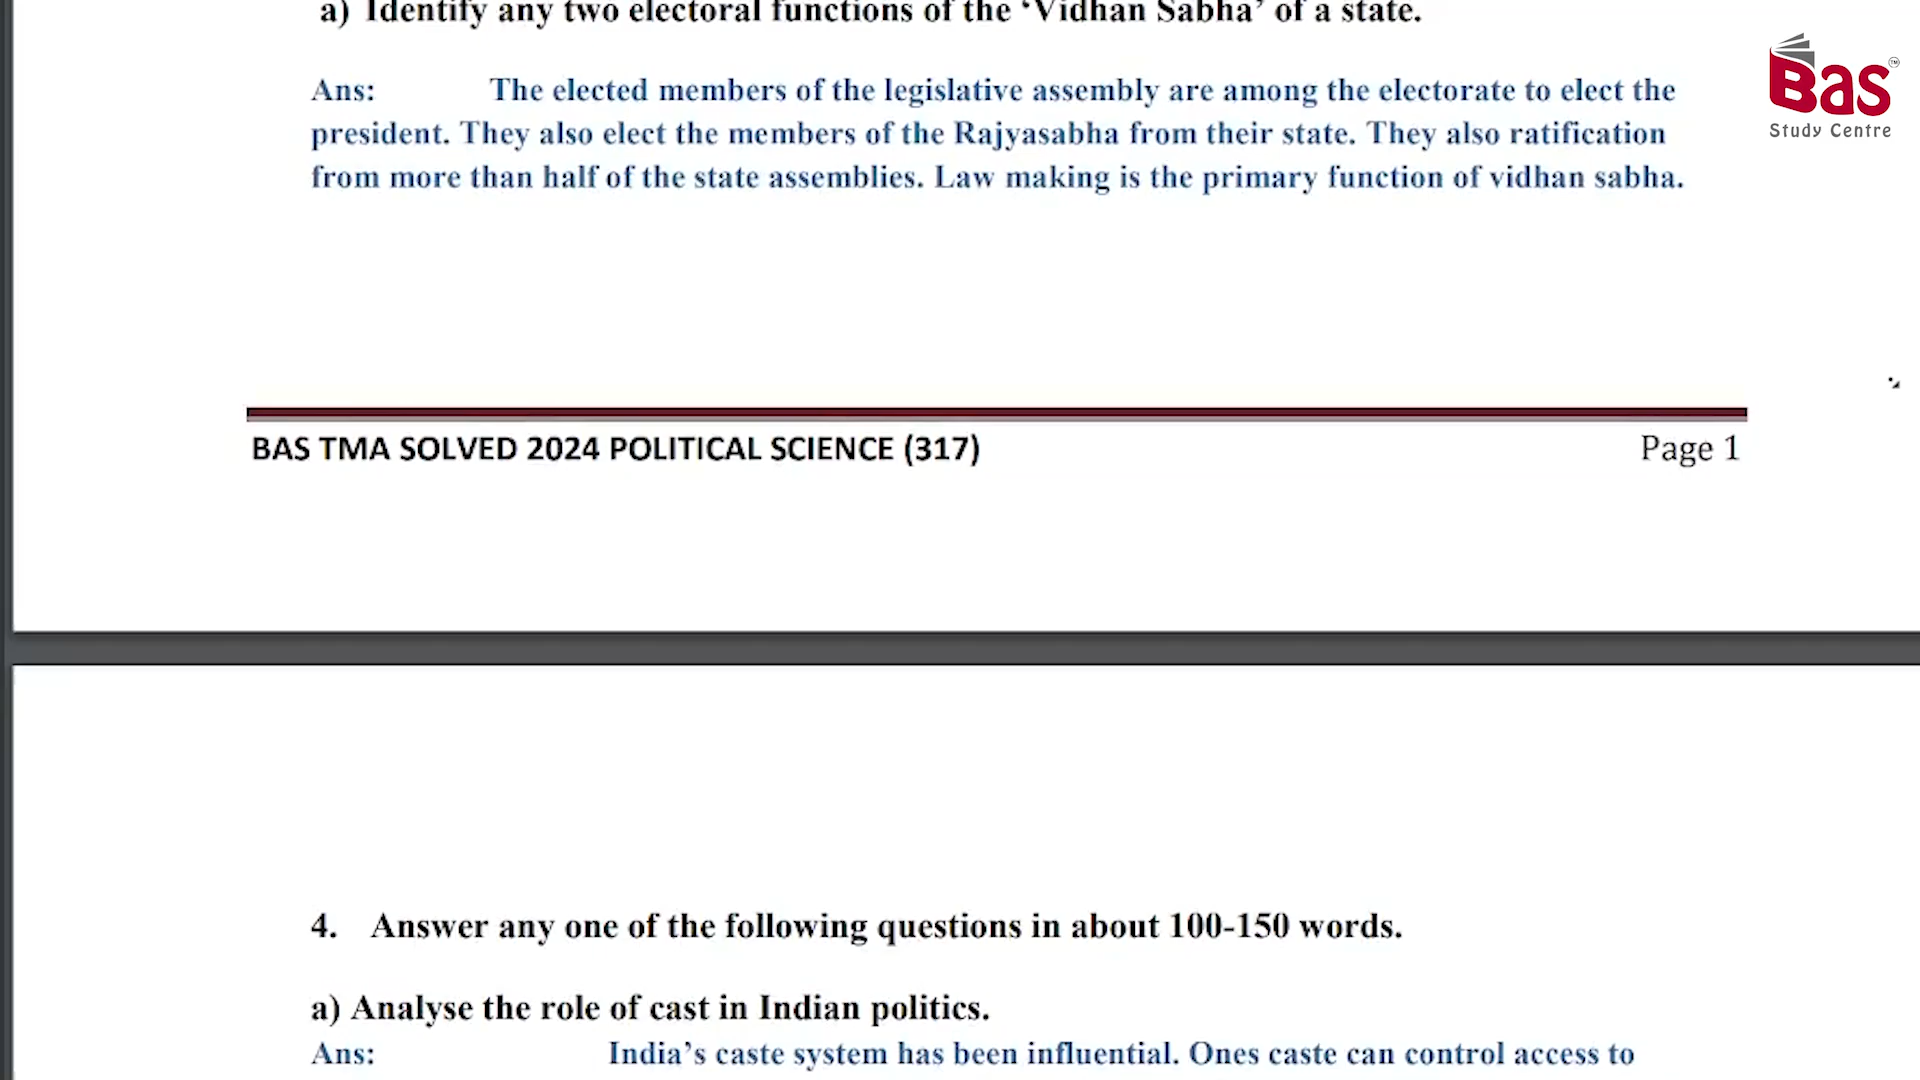 a) Identify any two electoral functions of the ‘Vidhan Sabha’ of a state.
Bas™
Study Centre
Ans: The elected members of the legislative assembly are among the electorate to elect the
president. They also elect the members of the Rajyasabha from their state. They also ratification
from more than half of the state assemblies. Law making is the primary function of vidhan sabha.
BAS TMA SOLVED 2024 POLITICAL SCIENCE (317) Page 1
4. Answer any one of the following questions in about 100-150 words.
a) Analyse the role of cast in Indian politics.
Ans: India’s caste system has been influential. Ones caste can control access to